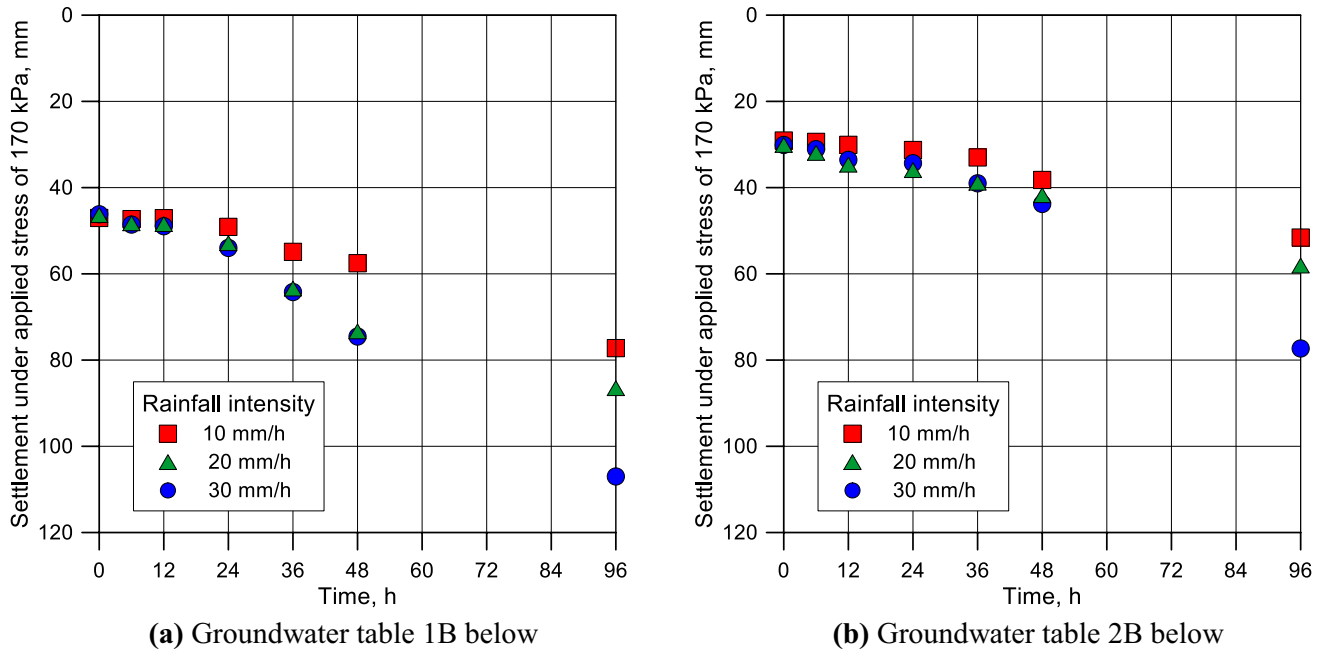 Settlement under applied stress of 170 kPa, mm
0
20
40
60
80
100
120
Rainfall intensity
10 mm/h
20 mm/h
30 mm/h
0 12 24 36 48 60 72 84 96
Time, h
(a) Groundwater table 1B below
Settlement under applied stress of 170 kPa, mm
0
20
40
60
80
100
120
Rainfall intensity
10 mm/h
20 mm/h
30 mm/h
0 12 24 36 48 60 72 84 96
Time, h
(b) Groundwater table 2B below